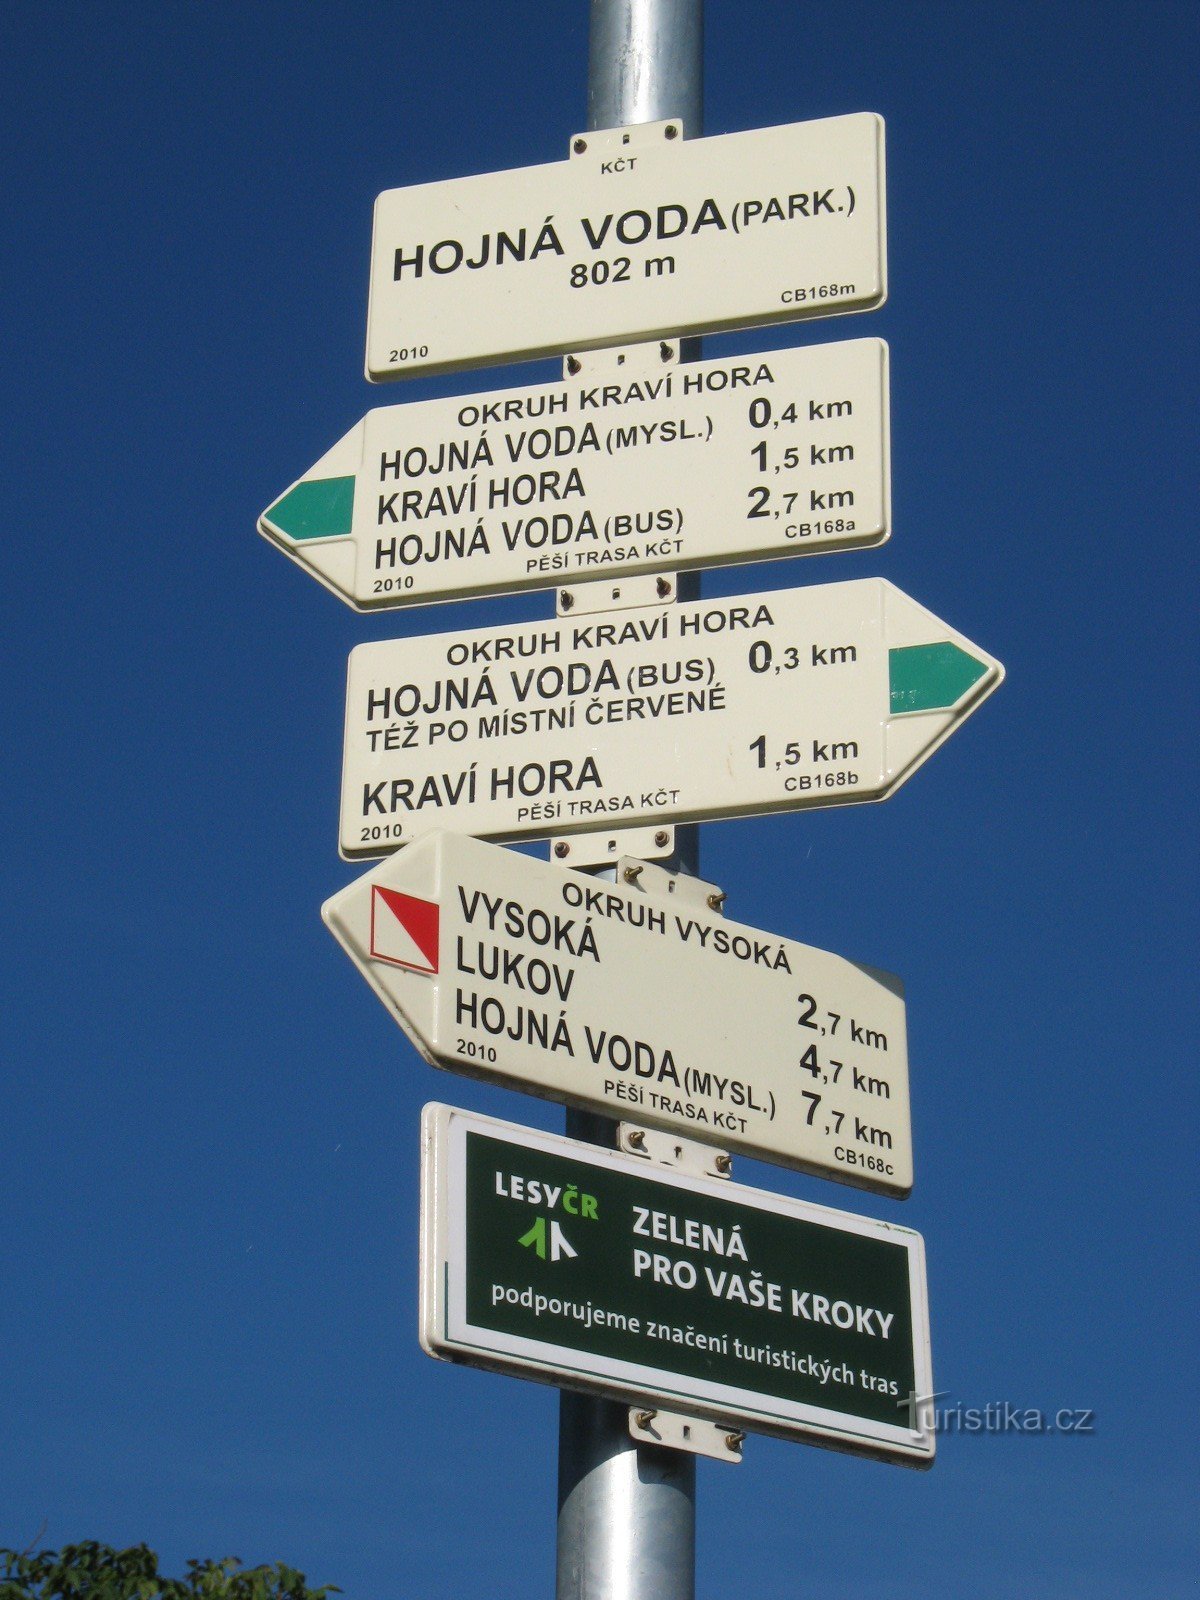 KČT
HOJNÁ VODA (PARK.)
802 m
CB168m
2010
OKRUH KRAVÍ HORA
HOJNÁ VODA (MYSL.) 0,4 km
KRAVÍ HORA 1,5 km
HOJNÁ VODA (BUS) 2,7 km
2010 PĚŠÍ TRASA KČT CB168a
OKRUH KRAVÍ HORA
HOJNÁ VODA (BUS) 0,3 km
TÉŽ PO MÍSTNÍ ČERVENÉ
KRAVÍ HORA 1,5 km
2010 PĚŠÍ TRASA KČT CB168b
OKRUH VYSOKÁ
VYSOKÁ 2,7 km
LUKOV 4,7 km
HOJNÁ VODA (MYSL.) 7,7 km
2010 PĚŠÍ TRASA KČT CB168c
LESYČR
ZELENÁ
PRO VAŠE KROKY
podporujeme značení turistických tras
Turistika.cz